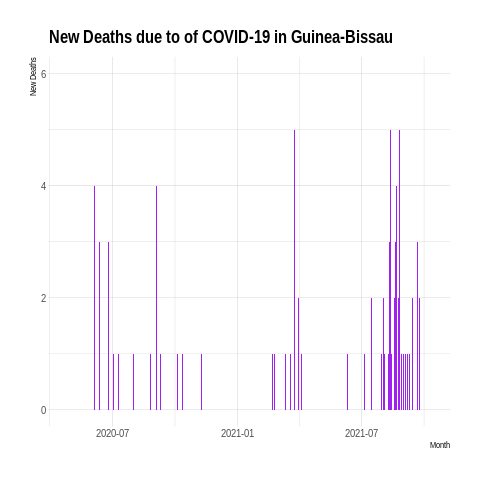 New Deaths due to of COVID-19 in Guinea-Bissau
New Deaths
6
4
2
0
2020-07
2021-01
2021-07
Month